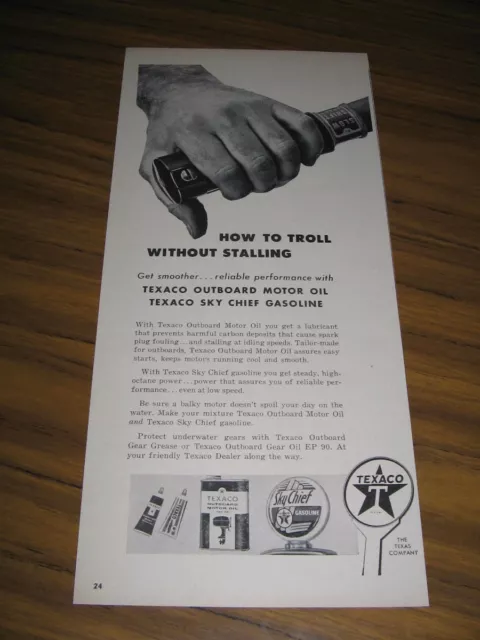 HOW TO TROLL
WITHOUT STALLING
Get smoother...reliable performance with
TEXACO OUTBOARD MOTOR OIL
TEXACO SKY CHIEF GASOLINE
With Texaco Outboard Motor Oil you get a lubricant
that prevents harmful carbon deposits that cause spark
plug fouling...and stalling at idling speeds. Tailor-made
for outboards, Texaco Outboard Motor Oil assures easy
starts, keeps motors running cool and smooth.
With Texaco Sky Chief gasoline you get steady, high-
octane power...power that assures you of reliable per-
formance...even at low speed.
Be sure a balky motor doesn't spoil your day on the
water. Make your mixture Texaco Outboard Motor Oil
and Texaco Sky Chief gasoline.
Protect underwater gears with Texaco Outboard
Gear Grease or Texaco Outboard Gear Oil EP 90. At
your friendly Texaco Dealer along the way.
TEXACO
OUTBOARD
MOTOR OIL
Sky Chief
GASOLINE
TEXACO
T
THE
TEXAS
COMPANY
24